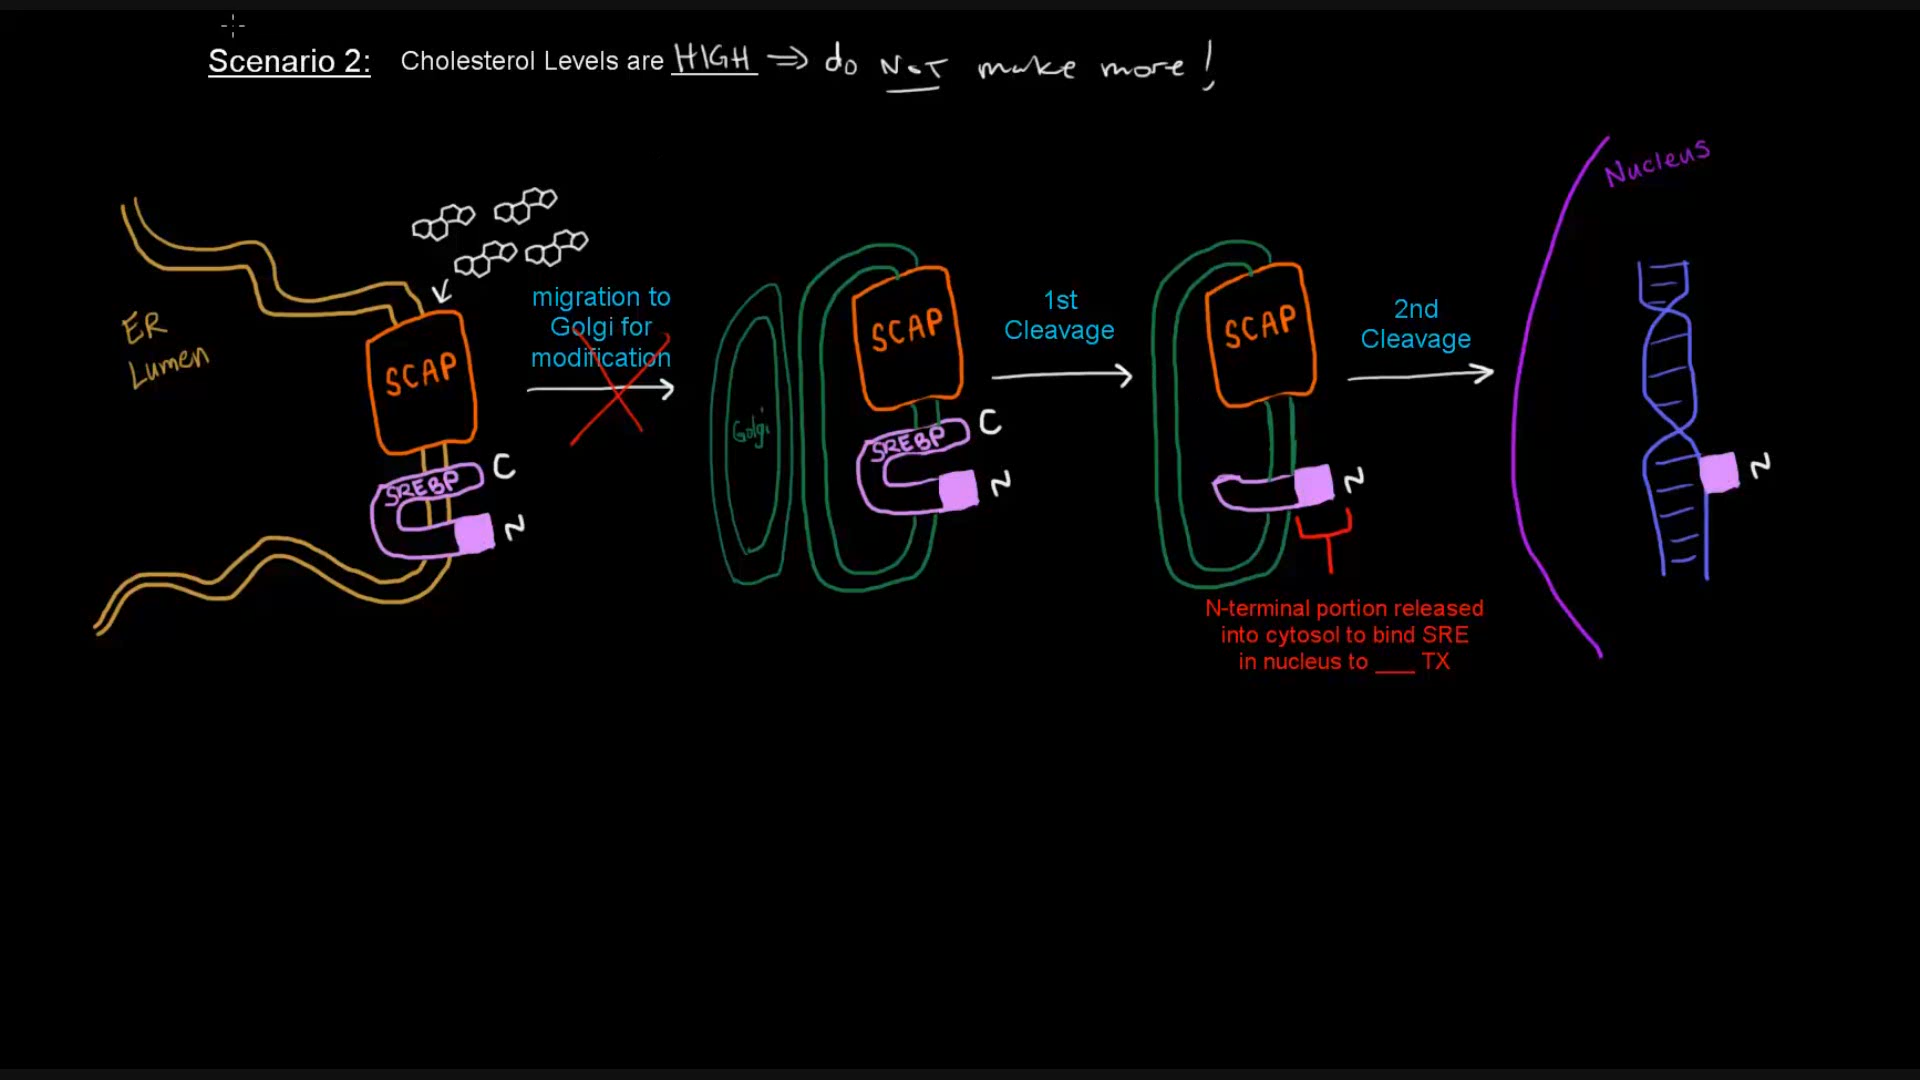 Scenario 2: Cholesterol Levels are HIGH ⇒ do NOT make more!
Nucleus
ER
Lumen
SCAP
SREBP
C
N
migration to
Golgi for
modification
Golgi
SCAP
SREBP
C
N
1st
Cleavage
SCAP
N
2nd
Cleavage
N
N-terminal portion released
into cytosol to bind SRE
in nucleus to ___ TX